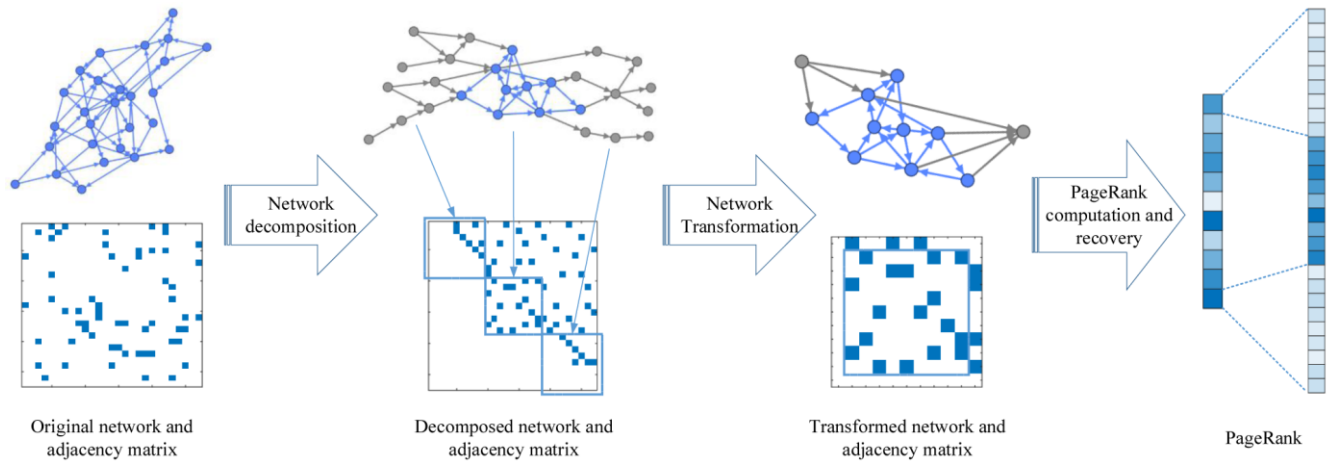 Network
decomposition
Network
Transformation
PageRank
computation and
recovery
Original network and
adjacency matrix
Decomposed network and
adjacency matrix
Transformed network and
adjacency matrix
PageRank